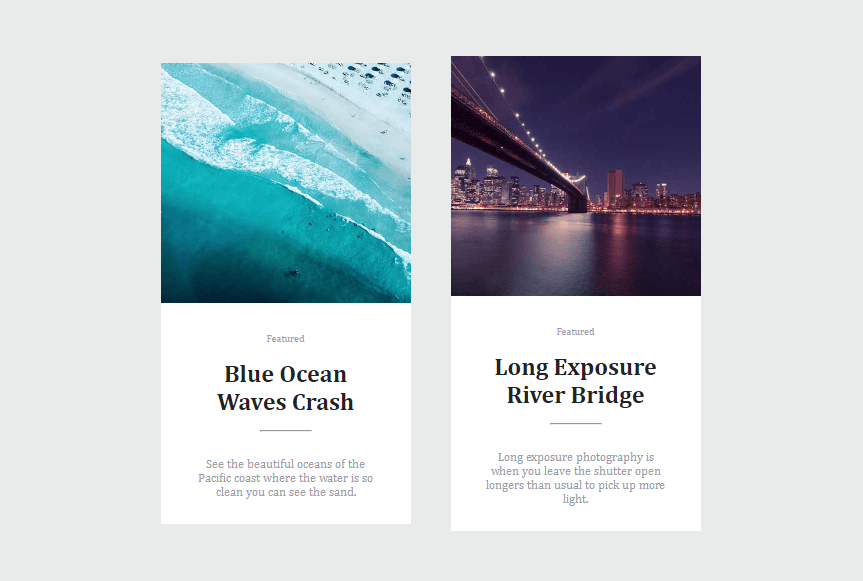 Featured
Blue Ocean
Waves Crash
See the beautiful oceans of the
Pacific coast where the water is so
clean you can see the sand.
Featured
Long Exposure
River Bridge
Long exposure photography is
when you leave the shutter open
longers than usual to pick up more
light.